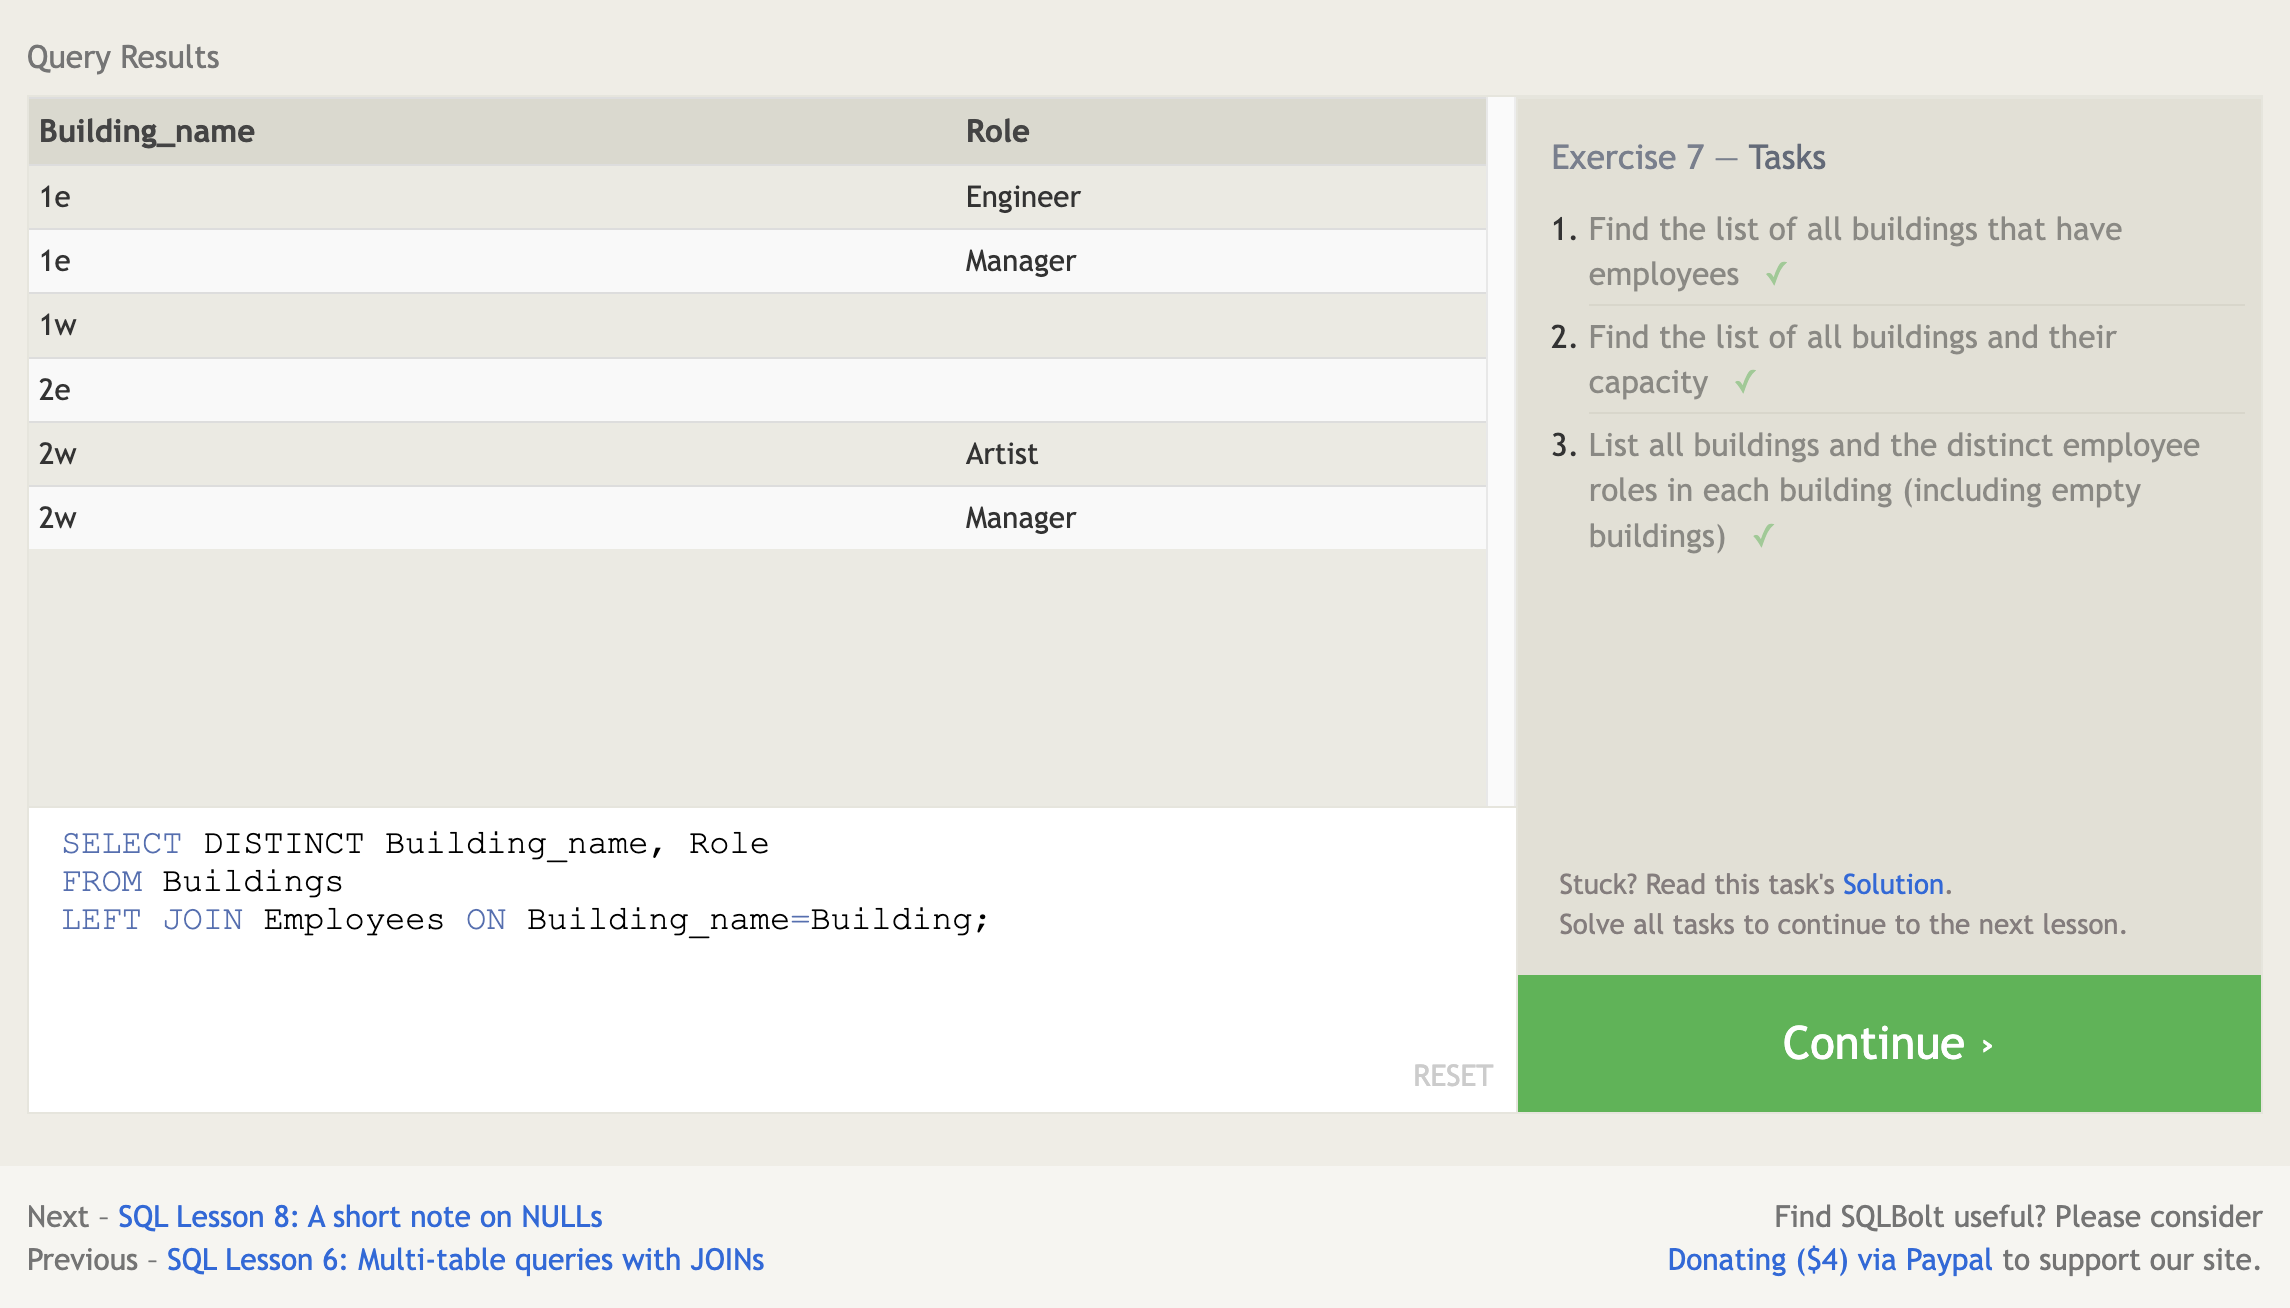 Query Results
Building_name Role
1e Engineer
1e Manager
1w
2e
2w Artist
2w Manager
SELECT DISTINCT Building_name, Role
FROM Buildings
LEFT JOIN Employees ON Building_name=Building;
RESET
Exercise 7 — Tasks
1. Find the list of all buildings that have
employees ✓
2. Find the list of all buildings and their
capacity ✓
3. List all buildings and the distinct employee
roles in each building (including empty
buildings) ✓
Stuck? Read this task's Solution.
Solve all tasks to continue to the next lesson.
Continue ›
Next – SQL Lesson 8: A short note on NULLs
Previous – SQL Lesson 6: Multi-table queries with JOINs
Find SQLBolt useful? Please consider
Donating ($4) via Paypal to support our site.